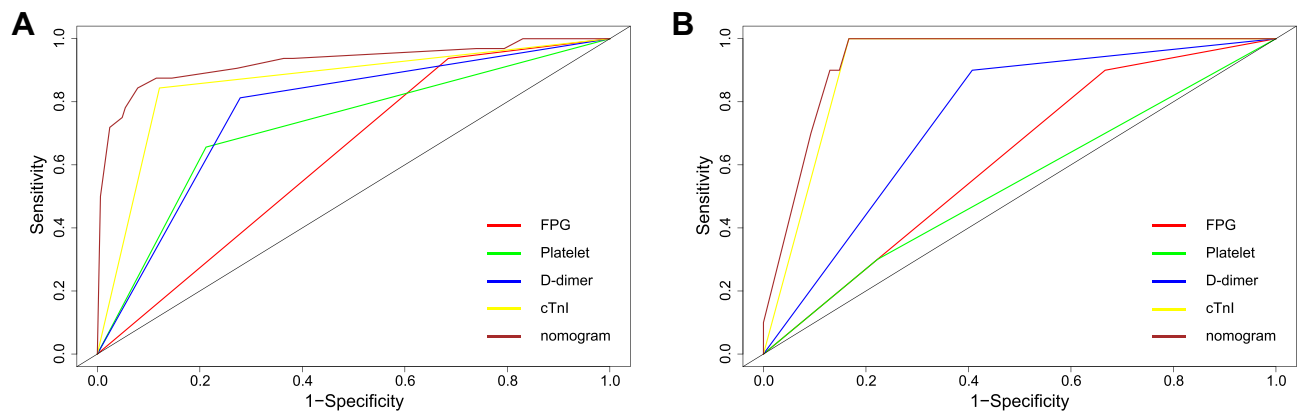 A
Sensitivity
1.0
0.8
0.6
0.4
0.2
0.0
FPG
Platelet
D-dimer
cTnI
nomogram
0.0 0.2 0.4 0.6 0.8 1.0
1−Specificity
B
Sensitivity
1.0
0.8
0.6
0.4
0.2
0.0
FPG
Platelet
D-dimer
cTnI
nomogram
0.0 0.2 0.4 0.6 0.8 1.0
1−Specificity